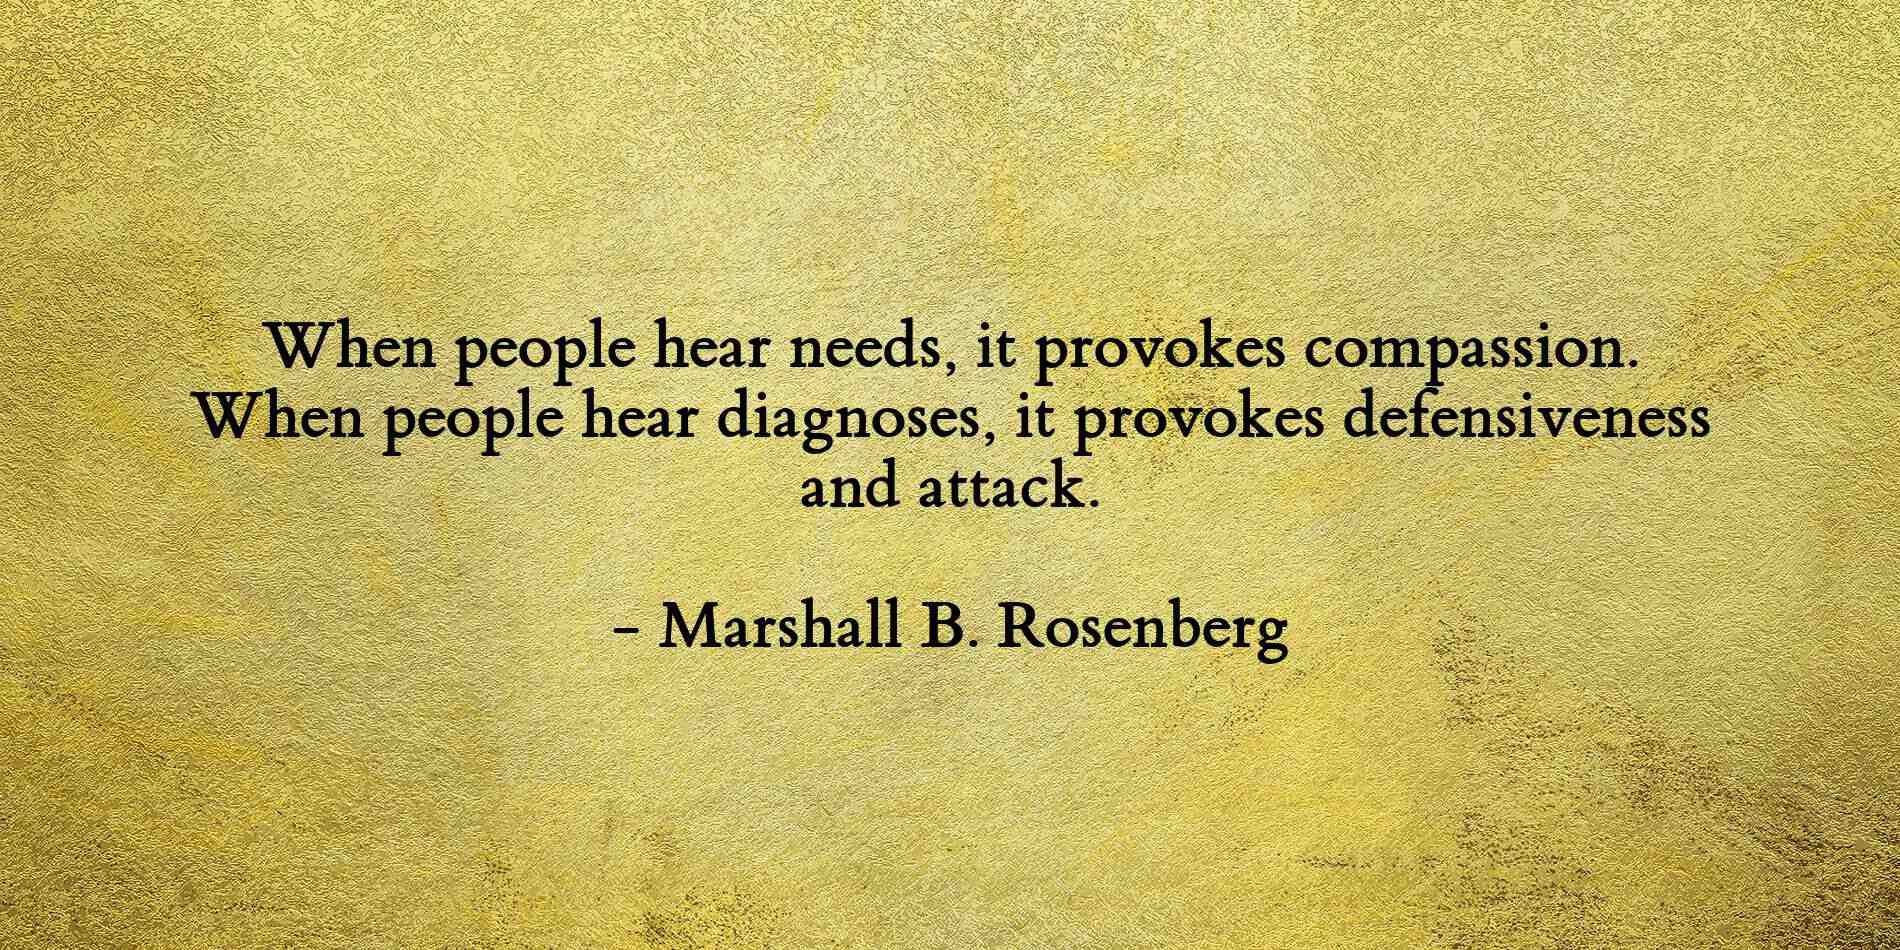 When people hear needs, it provokes compassion.
When people hear diagnoses, it provokes defensiveness
and attack.
- Marshall B. Rosenberg